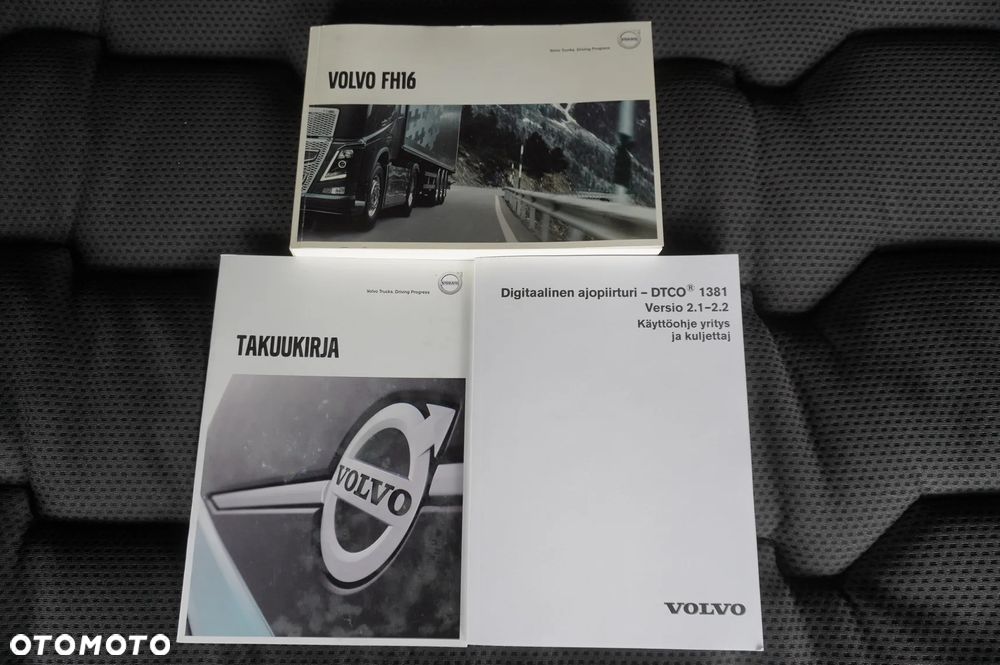 Volvo Trucks. Driving Progress
VOLVO
VOLVO FH16
Volvo Trucks. Driving Progress
VOLVO
TAKUUKIRJA
VOLVO
Digitaalinen ajopiirturi – DTCO® 1381
Versio 2.1–2.2
Käyttöohje yritys
ja kuljettaj
VOLVO
OTOMOTO